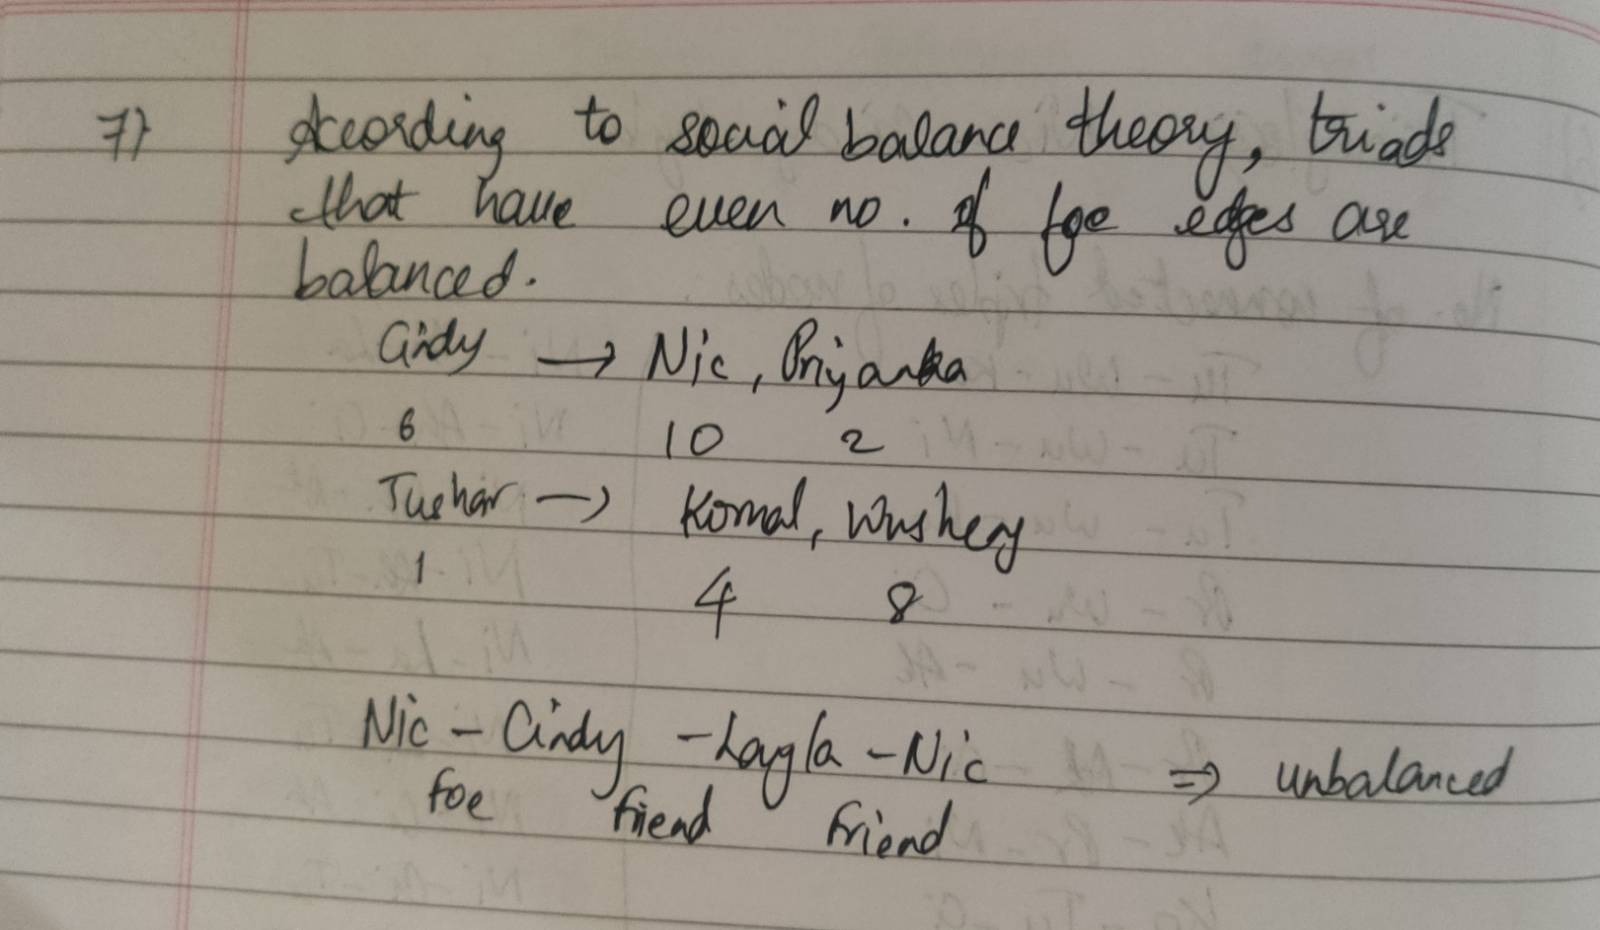 7) According to social balance theory, triads
that have even no. of foe edges are
balanced.
Cindy → Nic, Priyanka
6 10 2
Tushar → Komal, Wushery
1 4 8
Nic - Cindy - Layla - Nic ⇒ unbalanced
foe friend friend